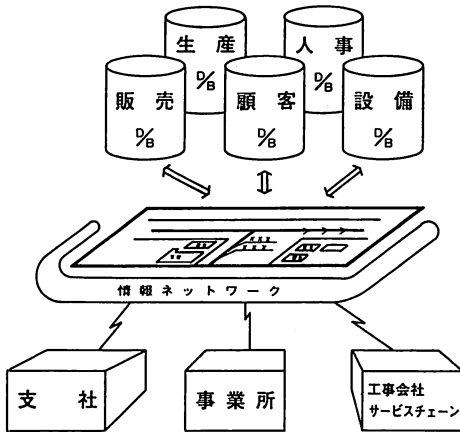 生産
D/B
人事
D/B
販売
D/B
顧客
D/B
設備
D/B
情報ネットワーク
支社
事業所
工事会社
サービスチェーン